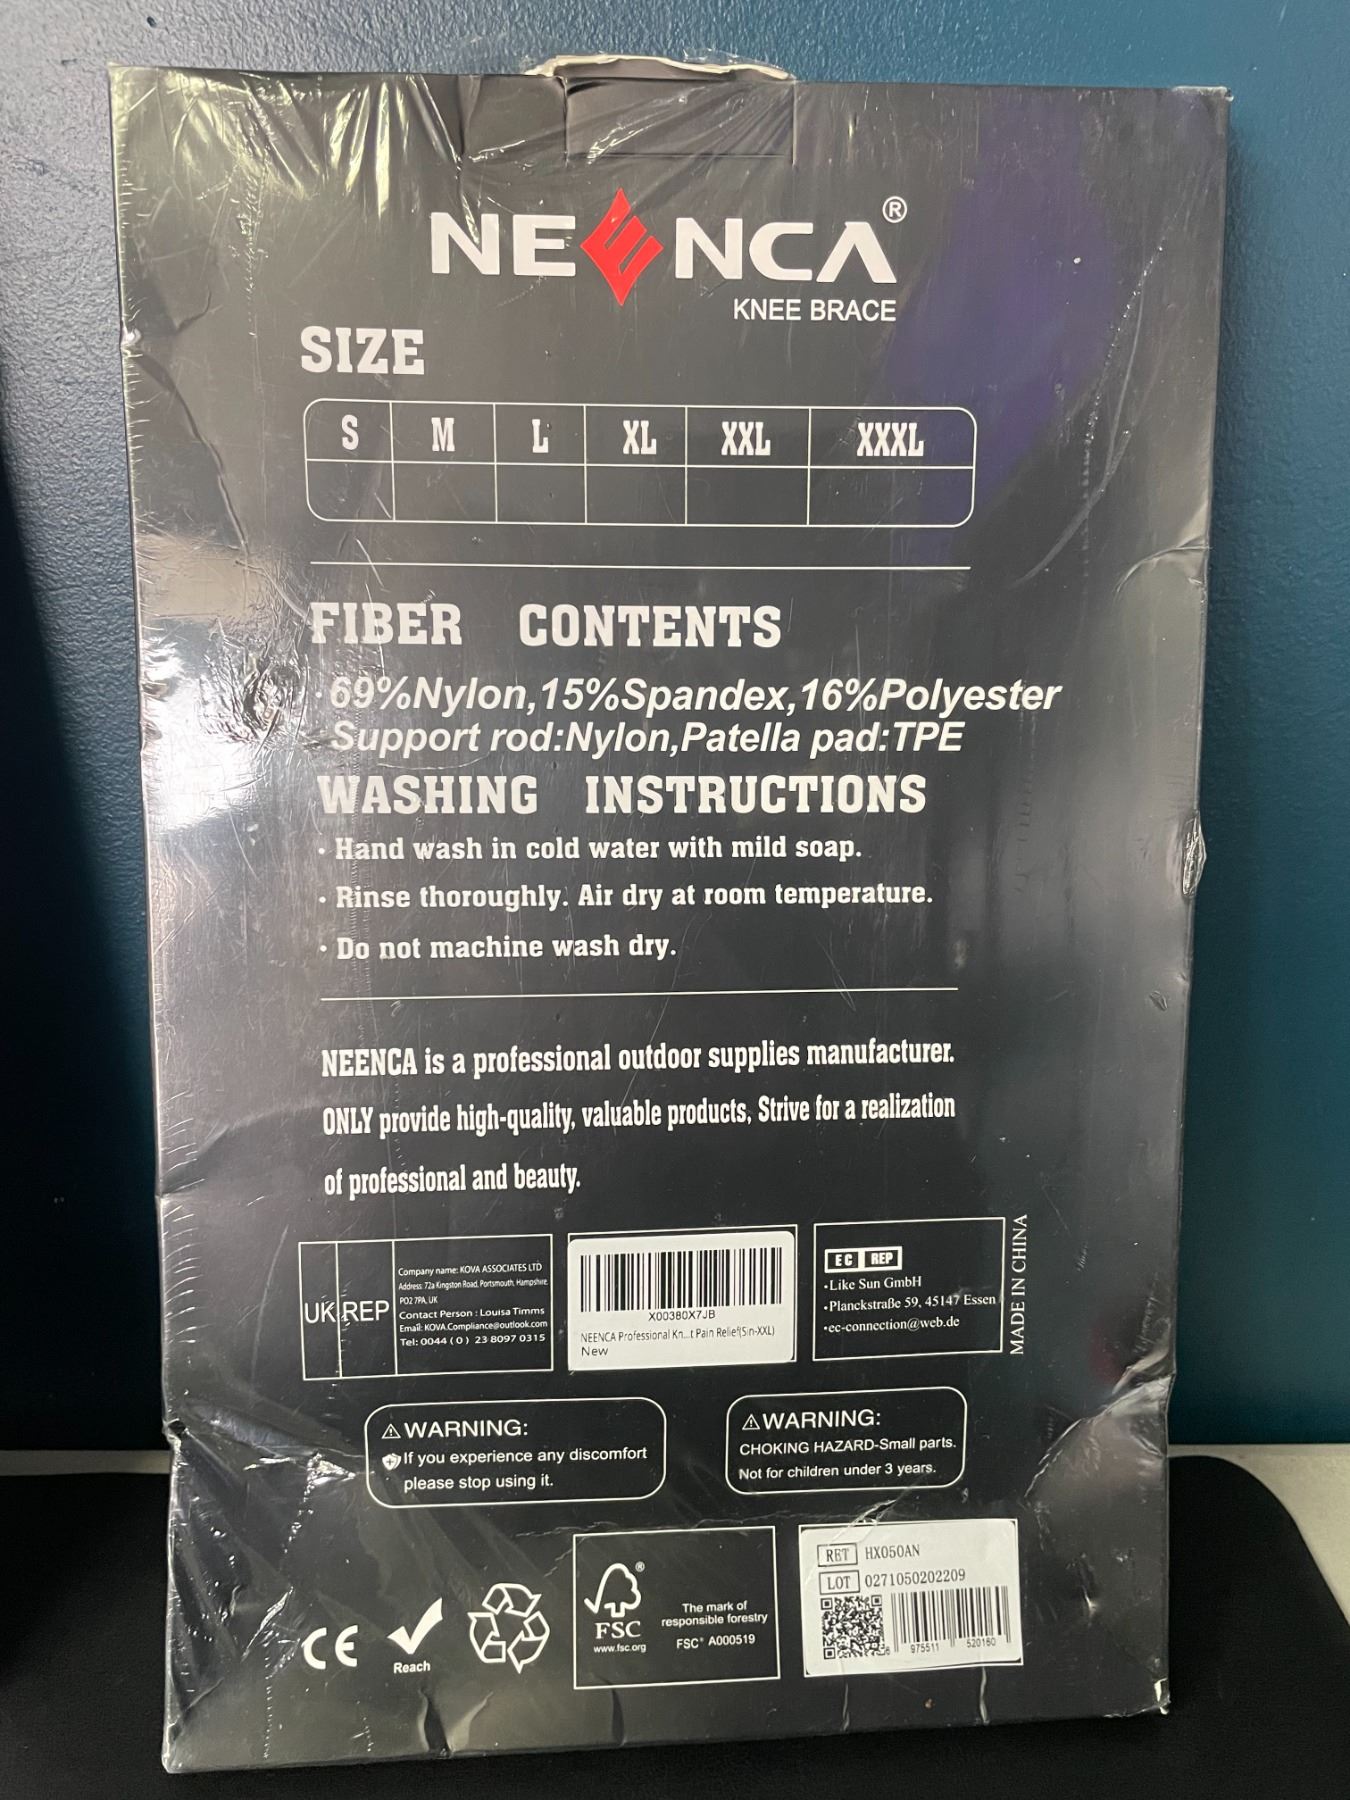 NEENCA®
KNEE BRACE
SIZE
S M L XL XXL XXXL
FIBER CONTENTS
·69%Nylon,15%Spandex,16%Polyester
Support rod:Nylon,Patella pad:TPE
WASHING INSTRUCTIONS
· Hand wash in cold water with mild soap.
· Rinse thoroughly. Air dry at room temperature.
· Do not machine wash dry.
NEENCA is a professional outdoor supplies manufacturer.
ONLY provide high-quality, valuable products, Strive for a realization
of professional and beauty.
UK REP
Company name: KOVA ASSOCIATES LTD
Address: 72a Kingston Road, Portsmouth, Hampshire,
PO2 7PA, UK
Contact Person : Louisa Timms
Email: KOVA.Compliance@outlook.com
Tel: 0044 ( 0 ) 23 8097 0315
X00380X7JB
NEENCA Professional Kn...t Pain Relief(Sin-XXL)
New
EC REP
•Like Sun GmbH
•Planckstraße 59, 45147 Essen
•ec-connection@web.de
MADE IN CHINA
⚠WARNING:
If you experience any discomfort
please stop using it.
⚠WARNING:
CHOKING HAZARD-Small parts.
Not for children under 3 years.
CE
Reach
FSC®
www.fsc.org
The mark of
responsible forestry
FSC® A000519
RET HX050AN
LOT 0271050202209
6 975511 520160